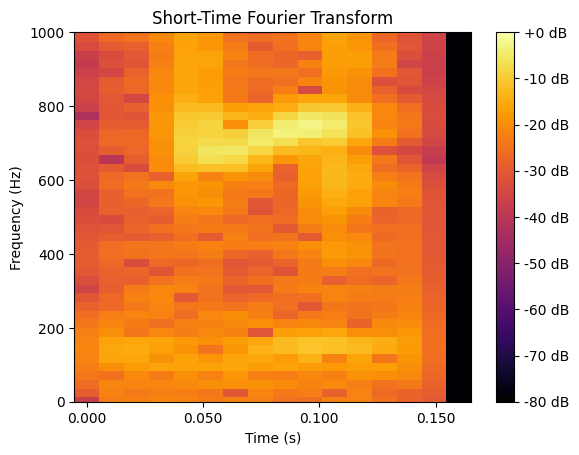 Short-Time Fourier Transform
1000
800
600
400
200
0
Frequency (Hz)
0.000
0.050
0.100
0.150
Time (s)
+0 dB
-10 dB
-20 dB
-30 dB
-40 dB
-50 dB
-60 dB
-70 dB
-80 dB